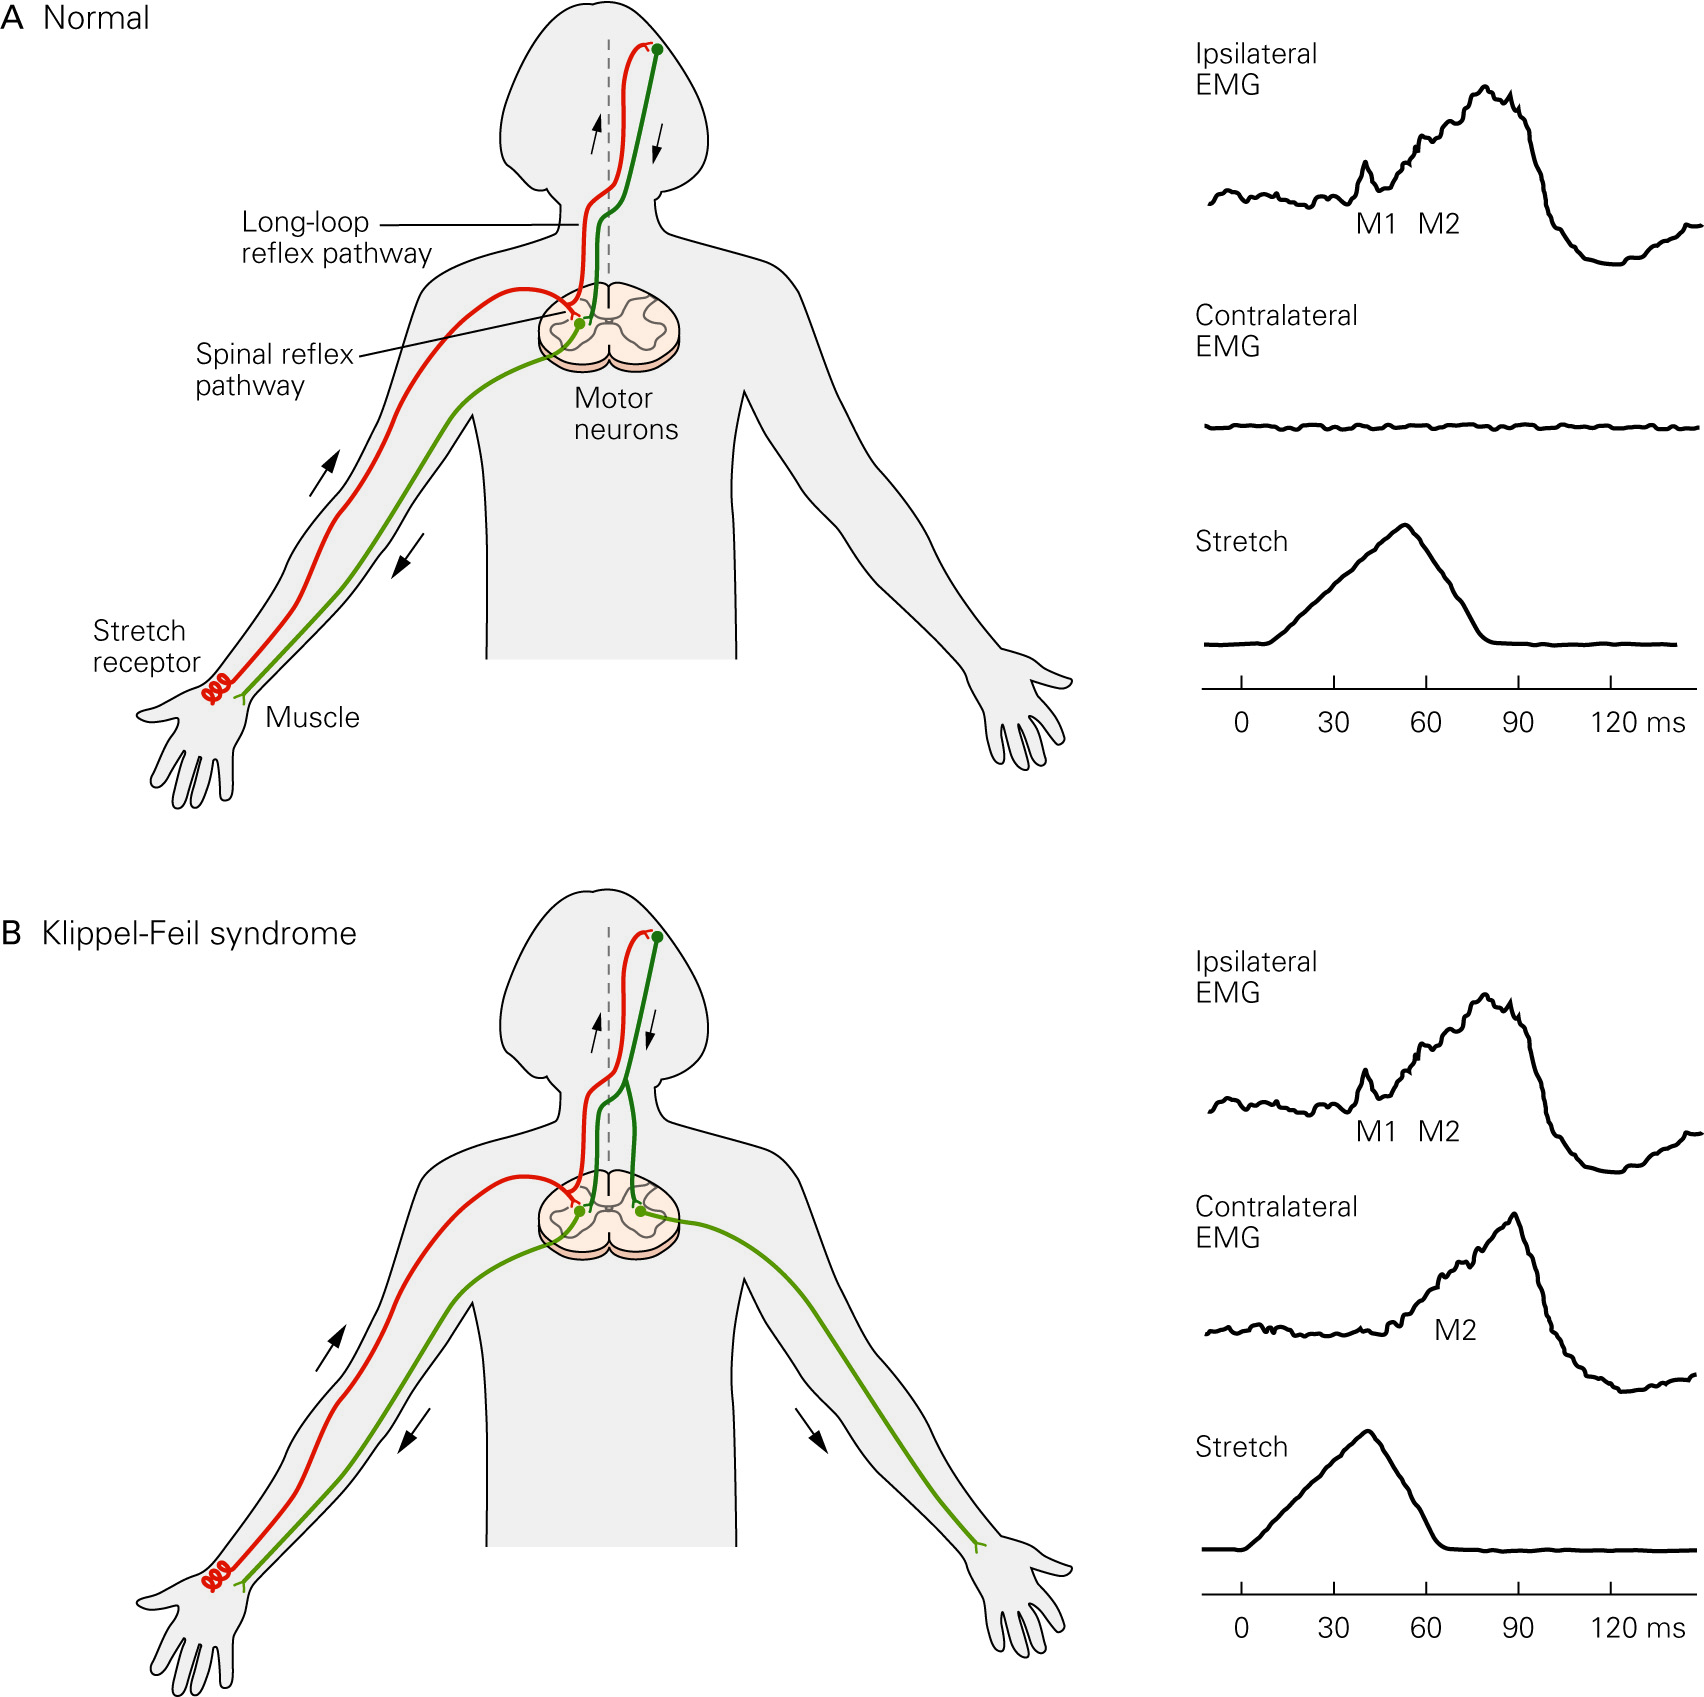 A Normal
Long-loop
reflex pathway
Spinal reflex
pathway
Motor
neurons
Stretch
receptor
Muscle
Ipsilateral
EMG
M1 M2
Contralateral
EMG
Stretch
0 30 60 90 120 ms
B Klippel-Feil syndrome
Ipsilateral
EMG
M1 M2
Contralateral
EMG
M2
Stretch
0 30 60 90 120 ms